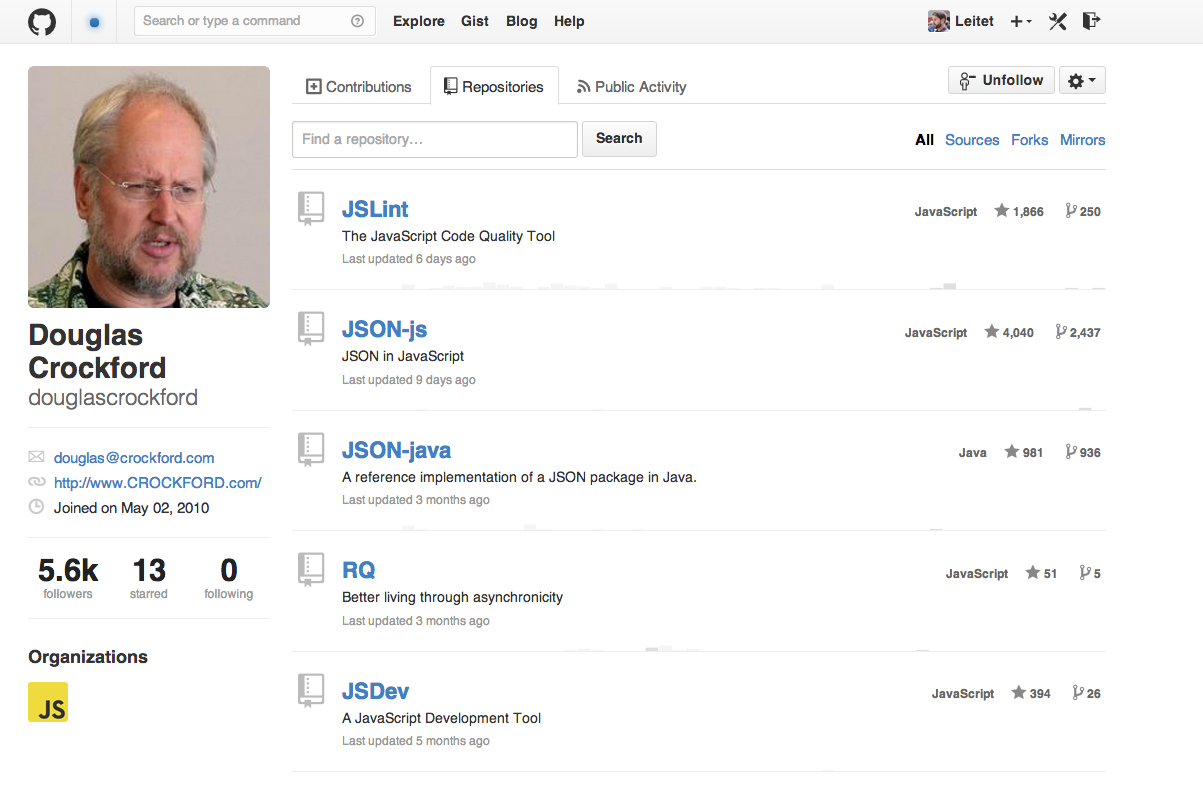 Search or type a command
Explore Gist Blog Help
Leitet
Contributions Repositories Public Activity
Unfollow
Find a repository… Search
All Sources Forks Mirrors
Douglas
Crockford
douglascrockford
douglas@crockford.com
http://www.CROCKFORD.com/
Joined on May 02, 2010
5.6k 13 0
followers starred following
Organizations
JS
JSLint
JavaScript 1,866 250
The JavaScript Code Quality Tool
Last updated 6 days ago
JSON-js
JavaScript 4,040 2,437
JSON in JavaScript
Last updated 9 days ago
JSON-java
Java 981 936
A reference implementation of a JSON package in Java.
Last updated 3 months ago
RQ
JavaScript 51 5
Better living through asynchronicity
Last updated 3 months ago
JSDev
JavaScript 394 26
A JavaScript Development Tool
Last updated 5 months ago